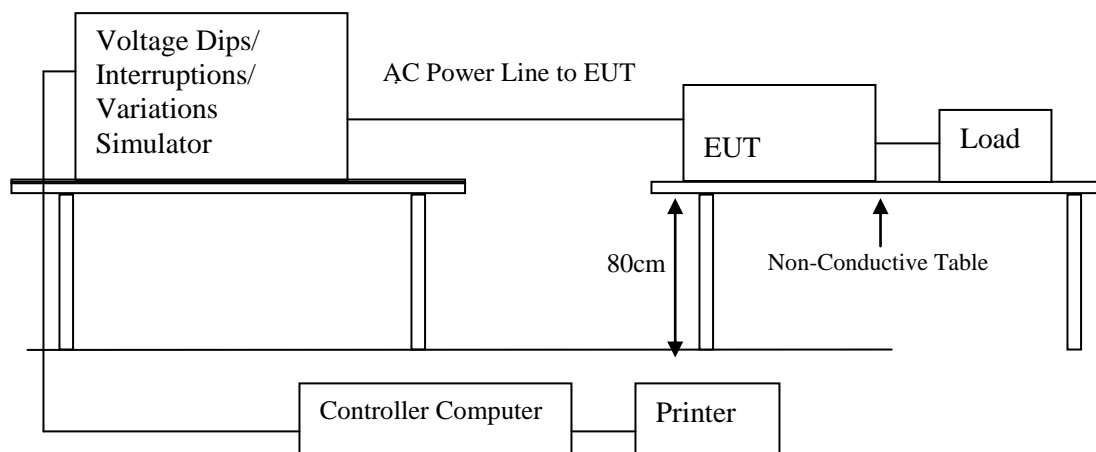 Voltage Dips/
Interruptions/
Variations
Simulator
AC Power Line to EUT
EUT
Load
80cm
Non-Conductive Table
Controller Computer
Printer